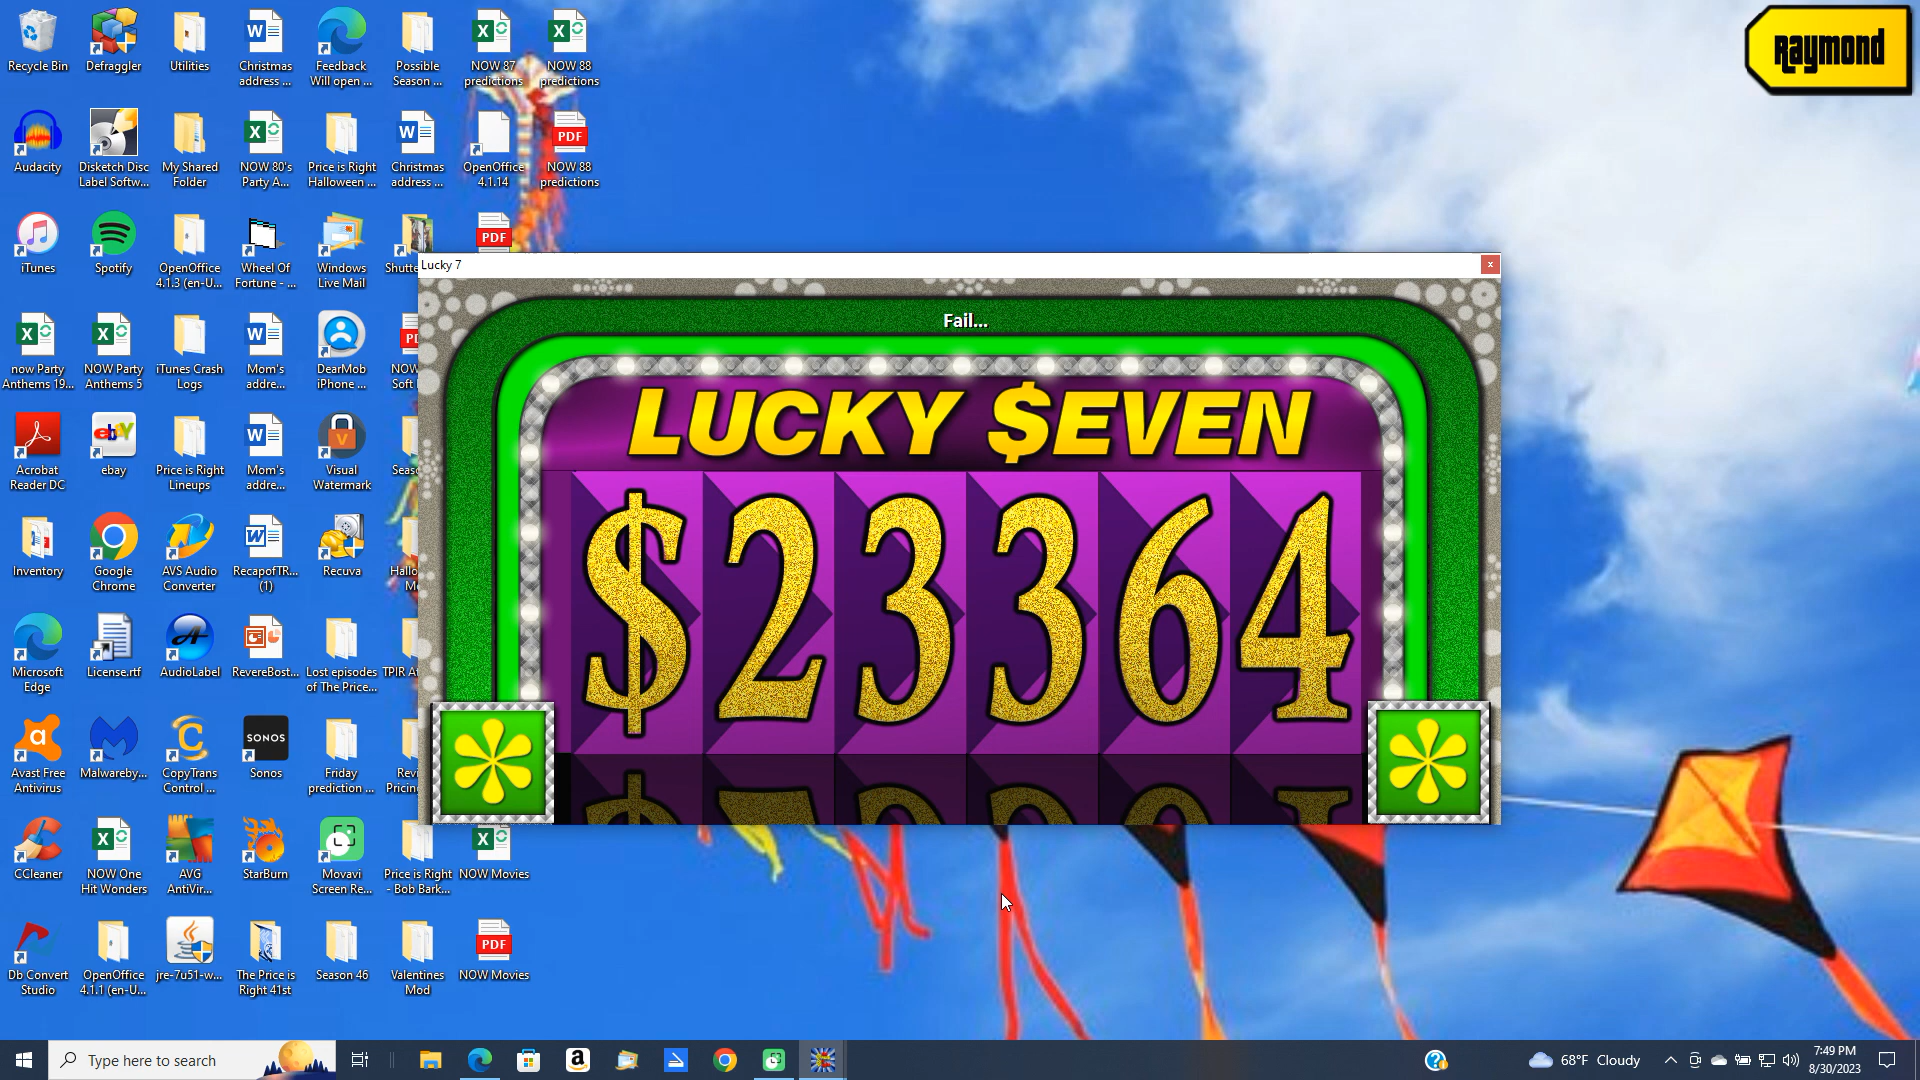 Recycle Bin
Defraggler
Utilities
Christmas
address ...
Feedback
Will open ...
Possible
Season ...
NOW 87
predictions
NOW 88
predictions
Raymond
Audacity
Disketch Disc
Label Softw...
My Shared
Folder
NOW 80's
Party A...
Price is Right
Halloween ...
Christmas
address ...
OpenOffice
4.1.14
PDF
NOW 88
predictions
iTunes
Spotify
OpenOffice
4.1.3 (en-U...
Wheel Of
Fortune - ...
Windows
Live Mail
Shutte
PDF
Lucky 7
Fail...
LUCKY $EVEN
$23364
now Party
Anthems 19...
NOW Party
Anthems 5
iTunes Crash
Logs
Mom's
addre...
DearMob
iPhone ...
NOW
Soft
Acrobat
Reader DC
ebay
ebay
Price is Right
Lineups
Mom's
addre...
Visual
Watermark
Seas
Inventory
Google
Chrome
AVS Audio
Converter
RecapofTR...
(1)
Recuva
Hallo
Microsoft
Edge
License.rtf
AudioLabel
RevereBost...
Lost episodes
of The Price...
TPIR
Avast Free
Antivirus
Malwareby...
CopyTrans
Control ...
SONOS
Sonos
Friday
prediction ...
Revi
Pricin
CCleaner
NOW One
Hit Wonders
AVG
AntiVir...
StarBurn
Movavi
Screen Re...
Price is Right
- Bob Bark...
NOW Movies
Db Convert
Studio
OpenOffice
4.1.1 (en-U...
jre-7u51-w...
The Price is
Right 41st
Season 46
Valentines
Mod
PDF
NOW Movies
Type here to search
68°F Cloudy
7:49 PM
8/30/2023